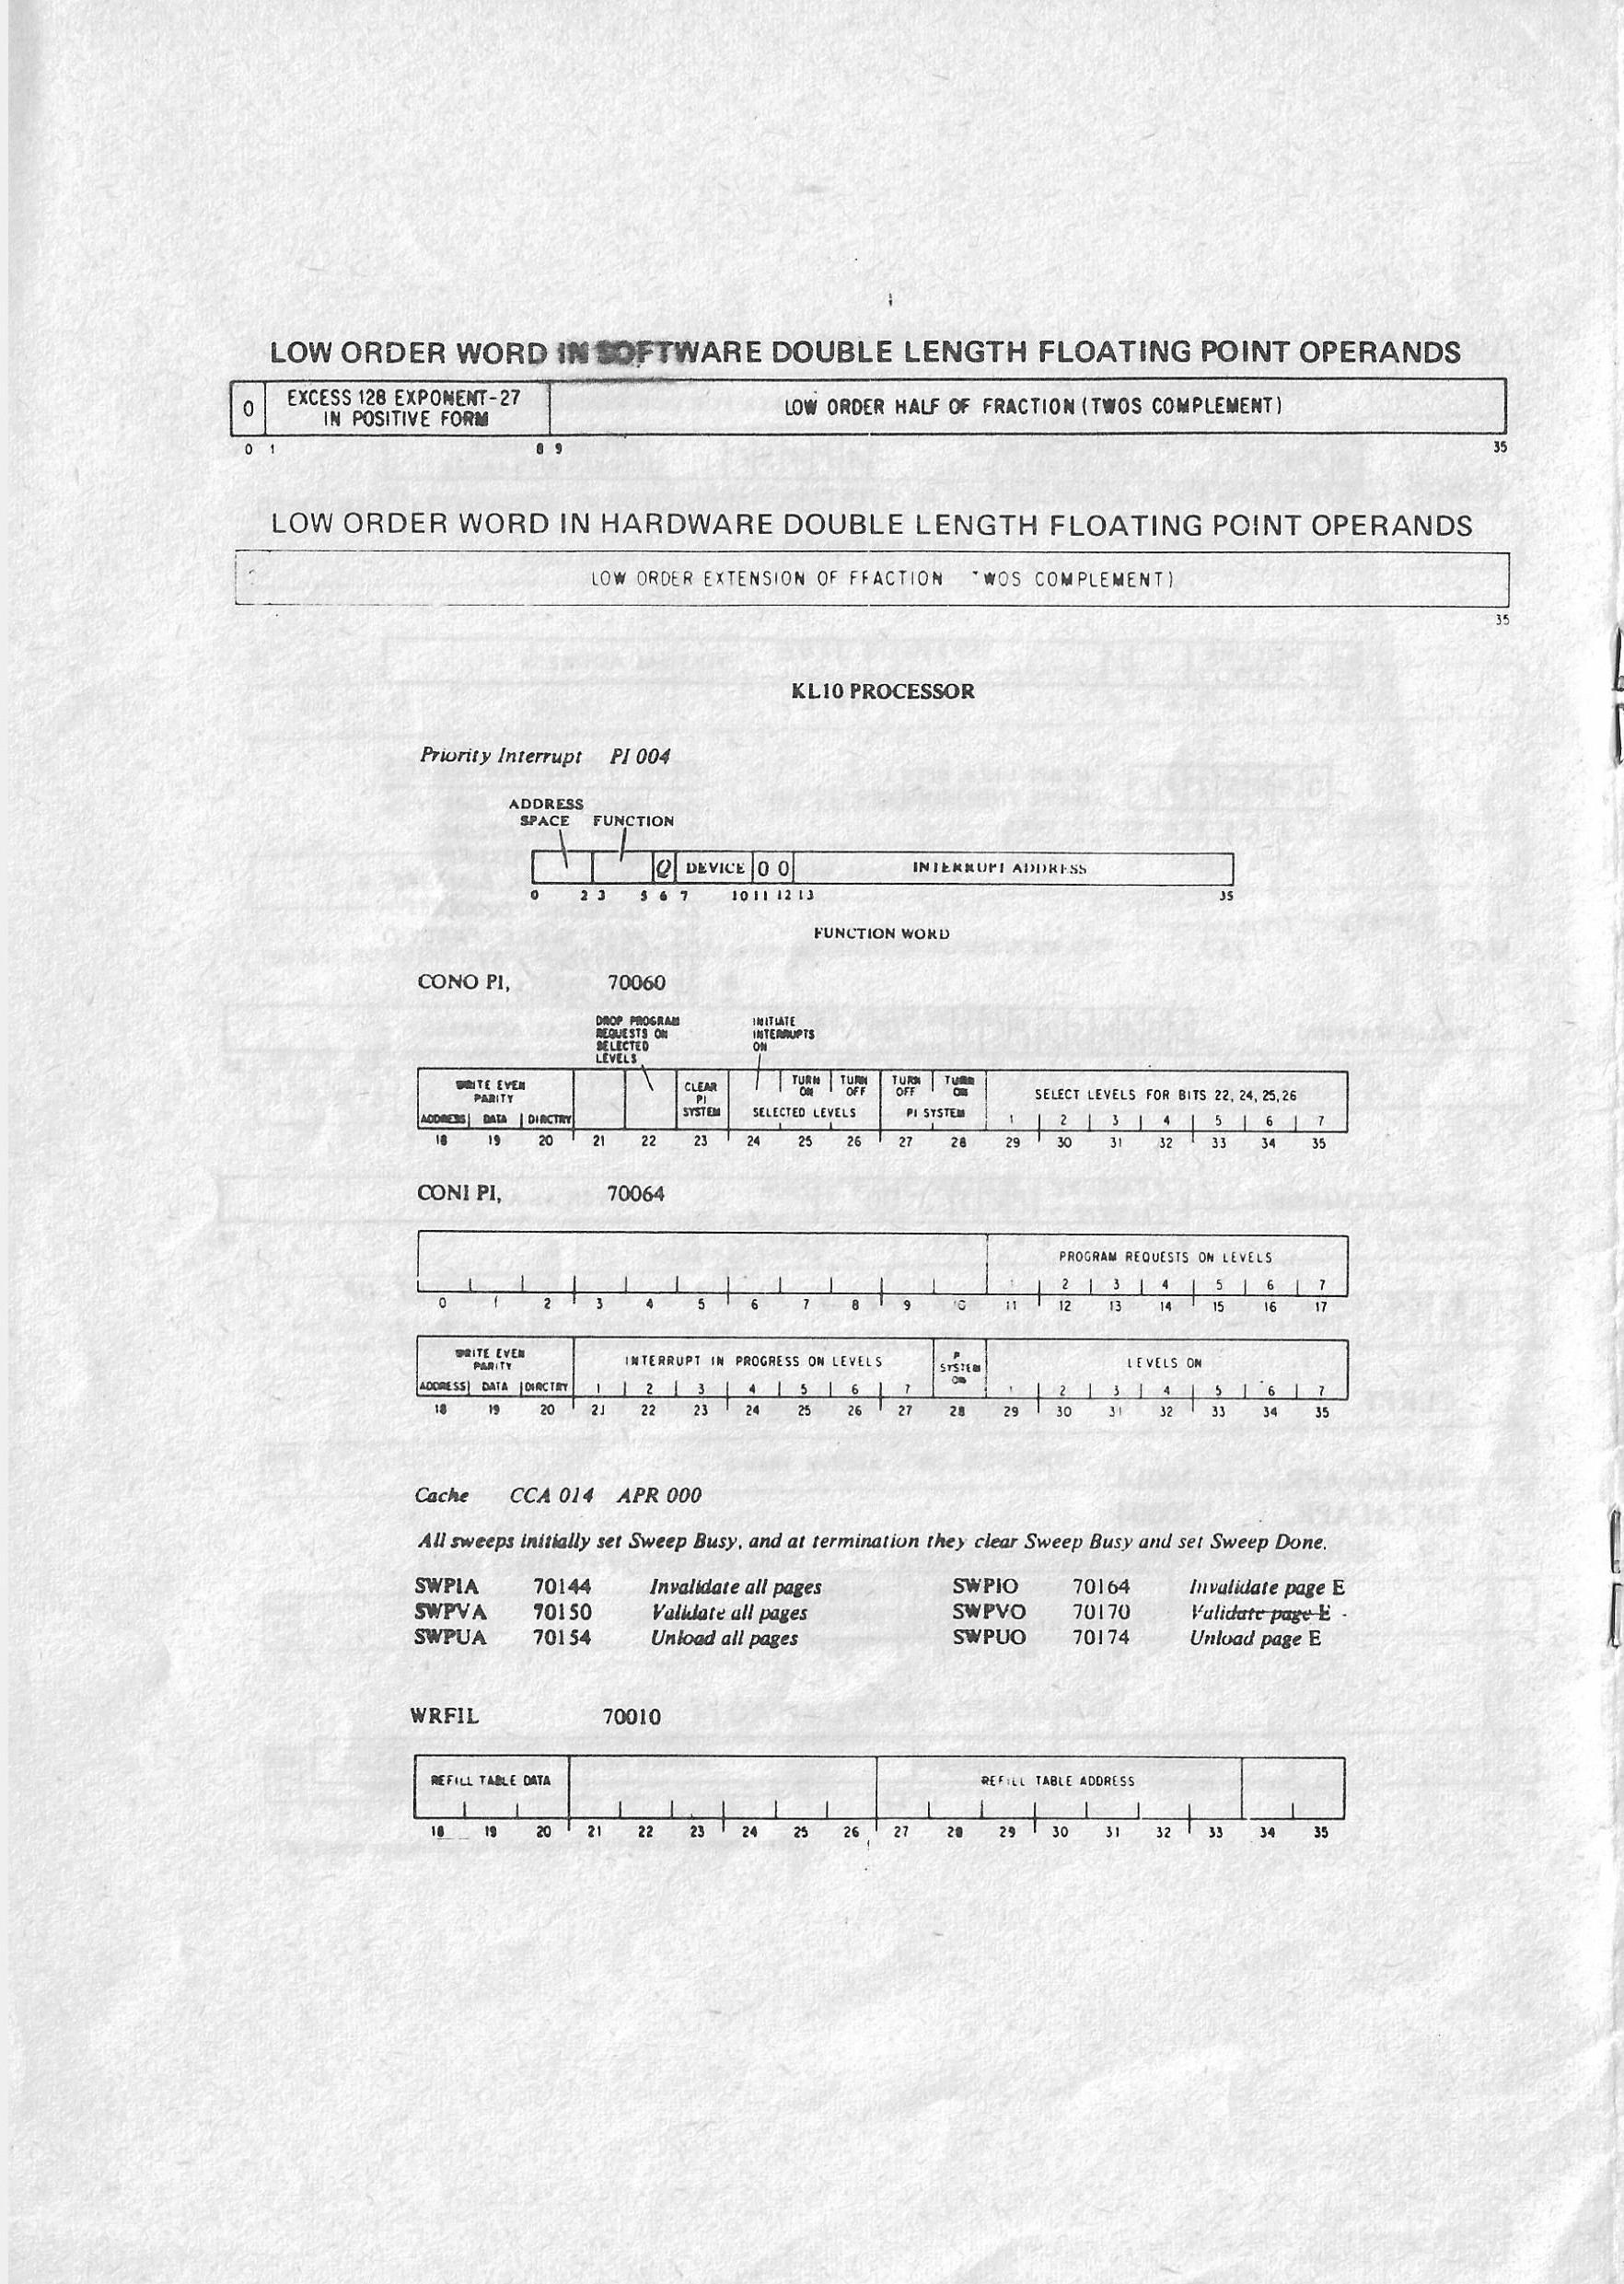 LOW ORDER WORD IN SOFTWARE DOUBLE LENGTH FLOATING POINT OPERANDS
0 EXCESS 128 EXPONENT-27 LOW ORDER HALF OF FRACTION (TWOS COMPLEMENT)
IN POSITIVE FORM
0 1 8 9 35
LOW ORDER WORD IN HARDWARE DOUBLE LENGTH FLOATING POINT OPERANDS
LOW ORDER EXTENSION OF FRACTION TWOS COMPLEMENT)
35
KL10 PROCESSOR
Priority Interrupt PI 004
ADDRESS
SPACE FUNCTION
Q DEVICE 0 0 INTERRUPT ADDRESS
0 2 3 5 6 7 10 11 12 13 35
FUNCTION WORD
CONO PI, 70060
DROP PROGRAM INITIATE
REQUESTS ON INTERRUPTS
SELECTED ON
LEVELS
WRITE EVEN CLEAR TURN TURN TURN TURN SELECT LEVELS FOR BITS 22, 24, 25, 26
PARITY PI ON OFF OFF ON
SYSTEM SELECTED LEVELS PI SYSTEM
ADDRESS DATA DIRCTRY 1 2 3 4 5 6 7
18 19 20 21 22 23 24 25 26 27 28 29 30 31 32 33 34 35
CONI PI, 70064
PROGRAM REQUESTS ON LEVELS
1 2 3 4 5 6 7
0 1 2 3 4 5 6 7 8 9 10 11 12 13 14 15 16 17
WRITE EVEN INTERRUPT IN PROGRESS ON LEVELS P LEVELS ON
PARITY SYSTEM
ON
ADDRESS DATA DIRCTRY 1 2 3 4 5 6 7 1 2 3 4 5 6 7
18 19 20 21 22 23 24 25 26 27 28 29 30 31 32 33 34 35
Cache CCA 014 APR 000
All sweeps initially set Sweep Busy, and at termination they clear Sweep Busy and set Sweep Done.
SWPIA 70144 Invalidate all pages SWPIO 70164 Invalidate page E
SWPVA 70150 Validate all pages SWPVO 70170 Validate page E
SWPUA 70154 Unload all pages SWPUO 70174 Unload page E
WRFIL 70010
REFILL TABLE DATA REFILL TABLE ADDRESS
18 19 20 21 22 23 24 25 26 27 28 29 30 31 32 33 34 35